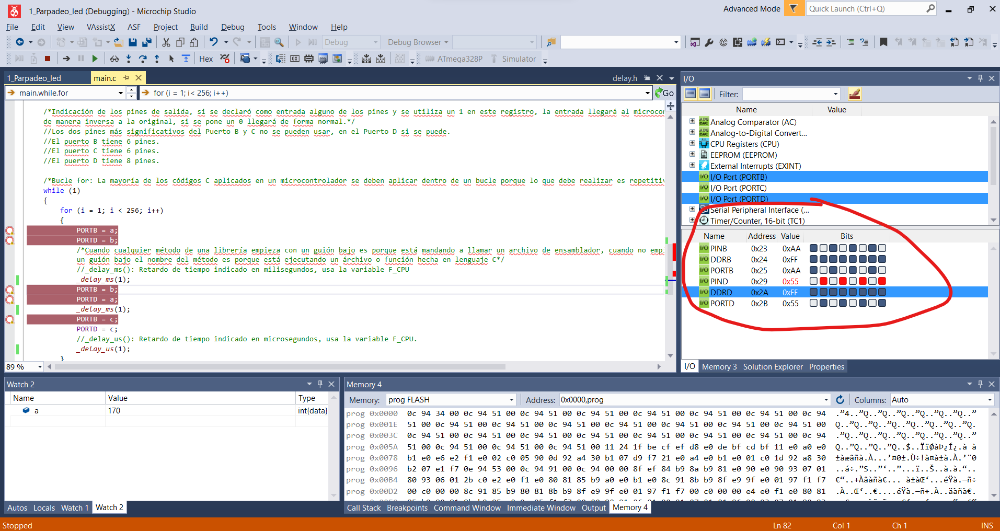 1_Parpadeo_led (Debugging) - Microchip Studio
Advanced Mode
Quick Launch (Ctrl+Q)
File Edit View VAssistX ASF Project Build Debug Tools Window Help
Debug
Debug Browser
Hex
ATmega328P
Simulator
1_Parpadeo_led
main.c
delay.h
main.while.for
for (i = 1; i< 256; i++)
Go
/*Indicación de los pines de salida, si se declaró como entrada alguno de los pines y se utiliza un 1 en este registro, la entrada llegará al microcon
de manera inversa a la original, si se pone un 0 llegará de forma normal.*/
//Los dos pines más significativos del Puerto B y C no se pueden usar, en el Puerto D si se puede.
//El puerto B tiene 6 pines.
//El puerto C tiene 6 pines.
//El puerto D tiene 8 pines.
/*Bucle for: La mayoría de los códigos C aplicados en un microcontrolador se deben aplicar dentro de un bucle porque lo que debe realizar es repetitiv
while (1)
{
for (i = 1; i < 256; i++)
{
PORTB = a;
PORTD = b;
/*Cuando cualquier método de una librería empieza con un guión bajo es porque está mandando a llamar un archivo de ensamblador, cuando no empi
un guión bajo el nombre del método es porque está ejecutando un árchivo o función hecha en lenguaje C*/
//_delay_ms(): Retardo de tiempo indicado en milisegundos, usa la variable F_CPU
_delay_ms(1);
PORTB = b;
PORTD = a;
_delay_ms(1);
PORTB = c;
PORTD = c;
//_delay_us(): Retardo de tiempo indicado en microsegundos, usa la variable F_CPU.
_delay_us(1);
}
89 %
I/O
Filter:
Name Value
Analog Comparator (AC)
Analog-to-Digital Convert...
CPU Registers (CPU)
EEPROM (EEPROM)
External Interrupts (EXINT)
I/O Port (PORTB)
I/O Port (PORTC)
I/O Port (PORTD)
Serial Peripheral Interface (...
Timer/Counter, 16-bit (TC1)
Name Address Value Bits
PINB 0x23 0xAA
DDRB 0x24 0xFF
PORTB 0x25 0xAA
PIND 0x29 0x55
DDRD 0x2A 0xFF
PORTD 0x2B 0x55
I/O Memory 3 Solution Explorer Properties
Watch 2
Name Value Type
a 170 int{data}
Autos Locals Watch 1 Watch 2
Memory 4
Memory: prog FLASH Address: 0x0000,prog Columns: Auto
prog 0x0000 0c 94 34 00 0c 94 51 00 0c 94 51 00 0c 94 51 00 0c 94 51 00 0c 94 51 00 0c 94 51 00 0c 94
prog 0x001E 51 00 0c 94 51 00 0c 94 51 00 0c 94 51 00 0c 94 51 00 0c 94 51 00 0c 94 51 00 0c 94 51 00
prog 0x003C 0c 94 51 00 0c 94 51 00 0c 94 51 00 0c 94 51 00 0c 94 51 00 0c 94 51 00 0c 94 51 00 0c 94
prog 0x005A 51 00 0c 94 51 00 0c 94 51 00 0c 94 51 00 11 24 1f be cf ef d8 e0 de bf cd bf 11 e0 a0 e0
prog 0x0078 b1 e0 e6 e2 f1 e0 02 c0 05 90 0d 92 a4 30 b1 07 d9 f7 21 e0 a4 e0 b1 e0 01 c0 1d 92 a8 30
prog 0x0096 b2 07 e1 f7 0e 94 53 00 0c 94 91 00 0c 94 00 00 8f ef 84 b9 8a b9 81 e0 90 e0 90 93 07 01
prog 0x00B4 80 93 06 01 2b c0 e2 e0 f1 e0 80 81 85 b9 a0 e0 b1 e0 8c 91 8b b9 8f e9 9f e0 01 97 f1 f7
prog 0x00D2 00 c0 00 00 8c 91 85 b9 80 81 8b b9 8f e9 9f e0 01 97 f1 f7 00 c0 00 00 e4 e0 f1 e0 80 81
Call Stack Breakpoints Command Window Immediate Window Output Memory 4
Stopped
Ln 82 Col 1 Ch 1 INS